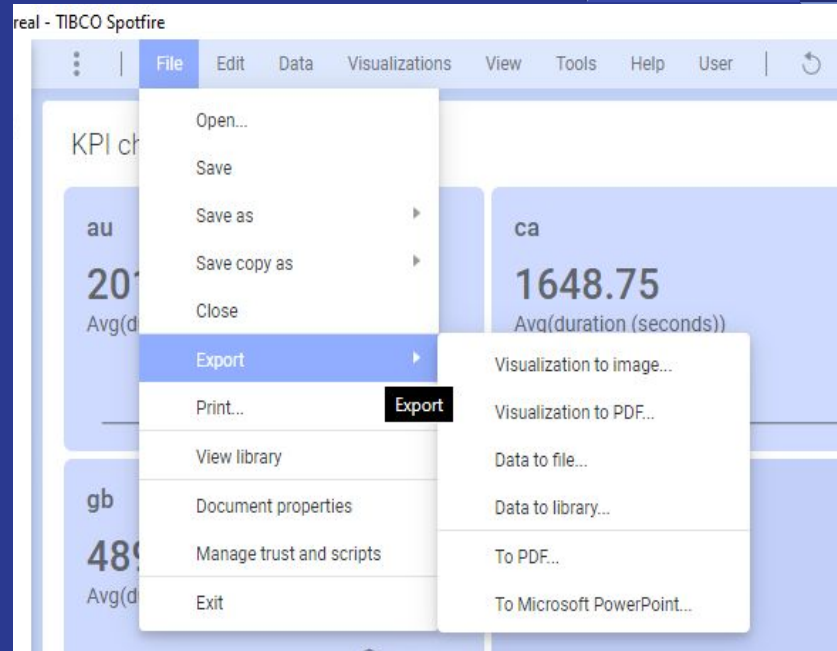 real - TIBCO Spotfire
File Edit Data Visualizations View Tools Help User
KPI ch
Open...
Save
Save as
Save copy as
Close
Export
Print...
View library
Document properties
Manage trust and scripts
Exit
Export
Visualization to image...
Visualization to PDF...
Data to file...
Data to library...
To PDF...
To Microsoft PowerPoint...
au
201
Avg(d
ca
1648.75
Avg(duration (seconds))
gb
489
Avg(d